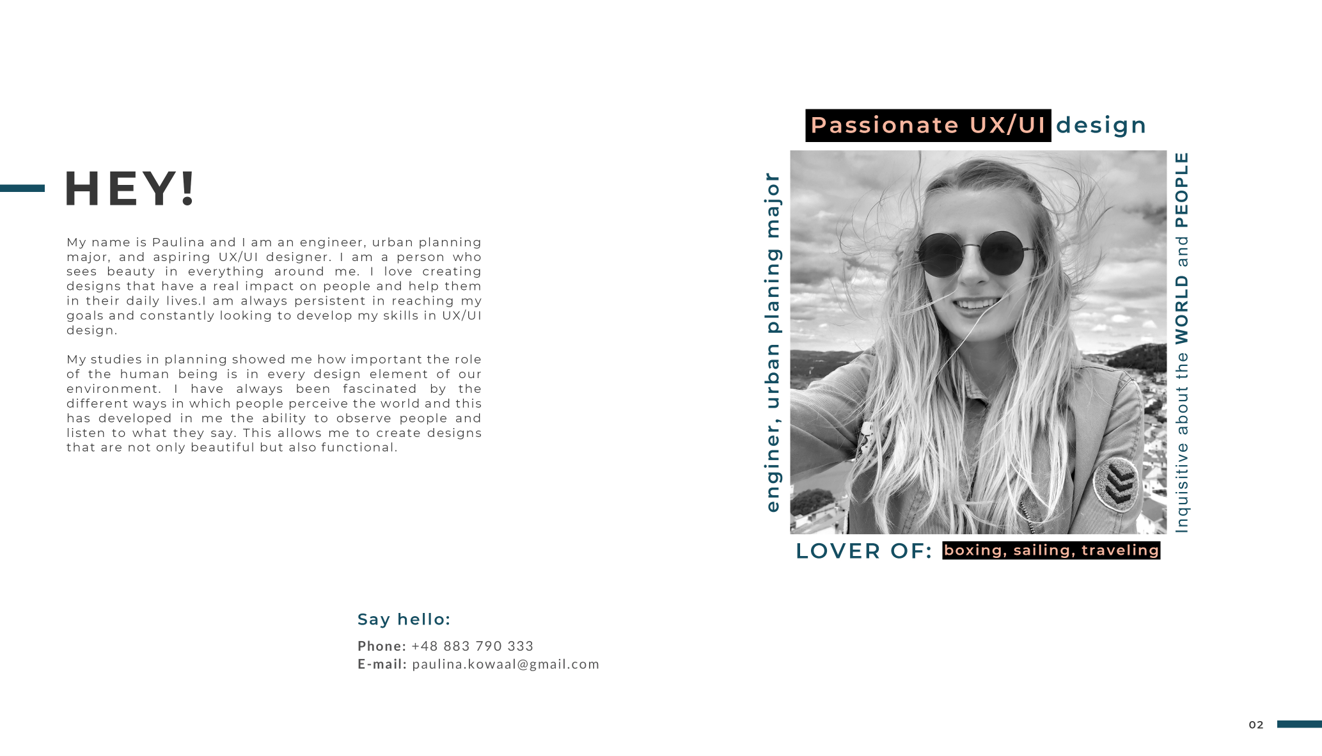 HEY!
My name is Paulina and I am an engineer, urban planning
major, and aspiring UX/UI designer. I am a person who
sees beauty in everything around me. I love creating
designs that have a real impact on people and help them
in their daily lives.I am always persistent in reaching my
goals and constantly looking to develop my skills in UX/UI
design.
My studies in planning showed me how important the role
of the human being is in every design element of our
environment. I have always been fascinated by the
different ways in which people perceive the world and this
has developed in me the ability to observe people and
listen to what they say. This allows me to create designs
that are not only beautiful but also functional.
Say hello:
Phone: +48 883 790 333
E-mail: paulina.kowaal@gmail.com
Passionate UX/UI design
enginer, urban planing major
Inquisitive about the WORLD and PEOPLE
LOVER OF: boxing, sailing, traveling
02